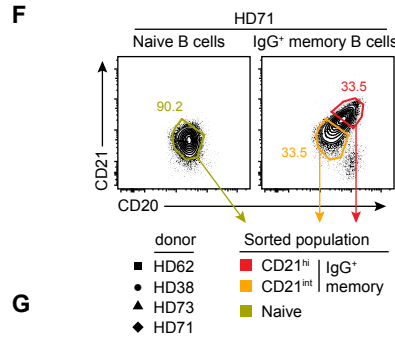 F
HD71
Naive B cells
IgG⁺ memory B cells
90.2
33.5
33.5
CD21
CD20
donor
HD62
HD38
HD73
HD71
Sorted population
CD21ʰⁱ
CD21ⁱⁿᵗ
IgG⁺
memory
Naive
G